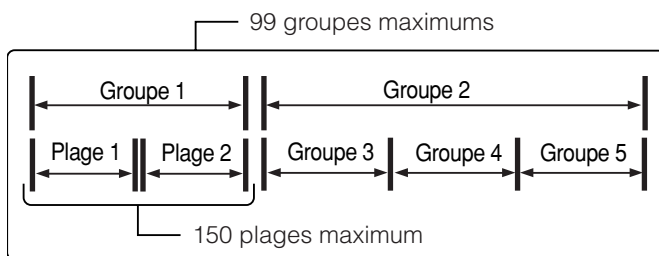 99 groupes maximums
Groupe 1 Groupe 2
Plage 1 Plage 2 Groupe 3 Groupe 4 Groupe 5
150 plages maximum